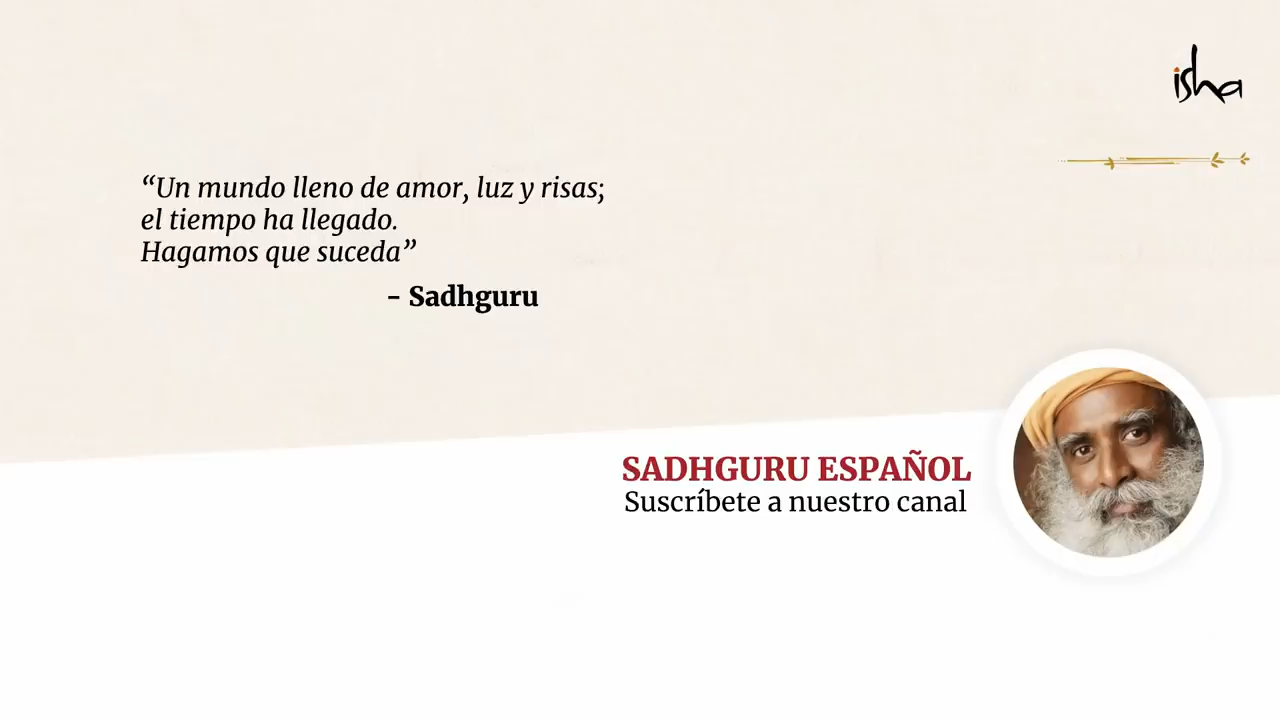 isha
“Un mundo lleno de amor, luz y risas;
el tiempo ha llegado.
Hagamos que suceda”
- Sadhguru
SADHGURU ESPAÑOL
Suscríbete a nuestro canal